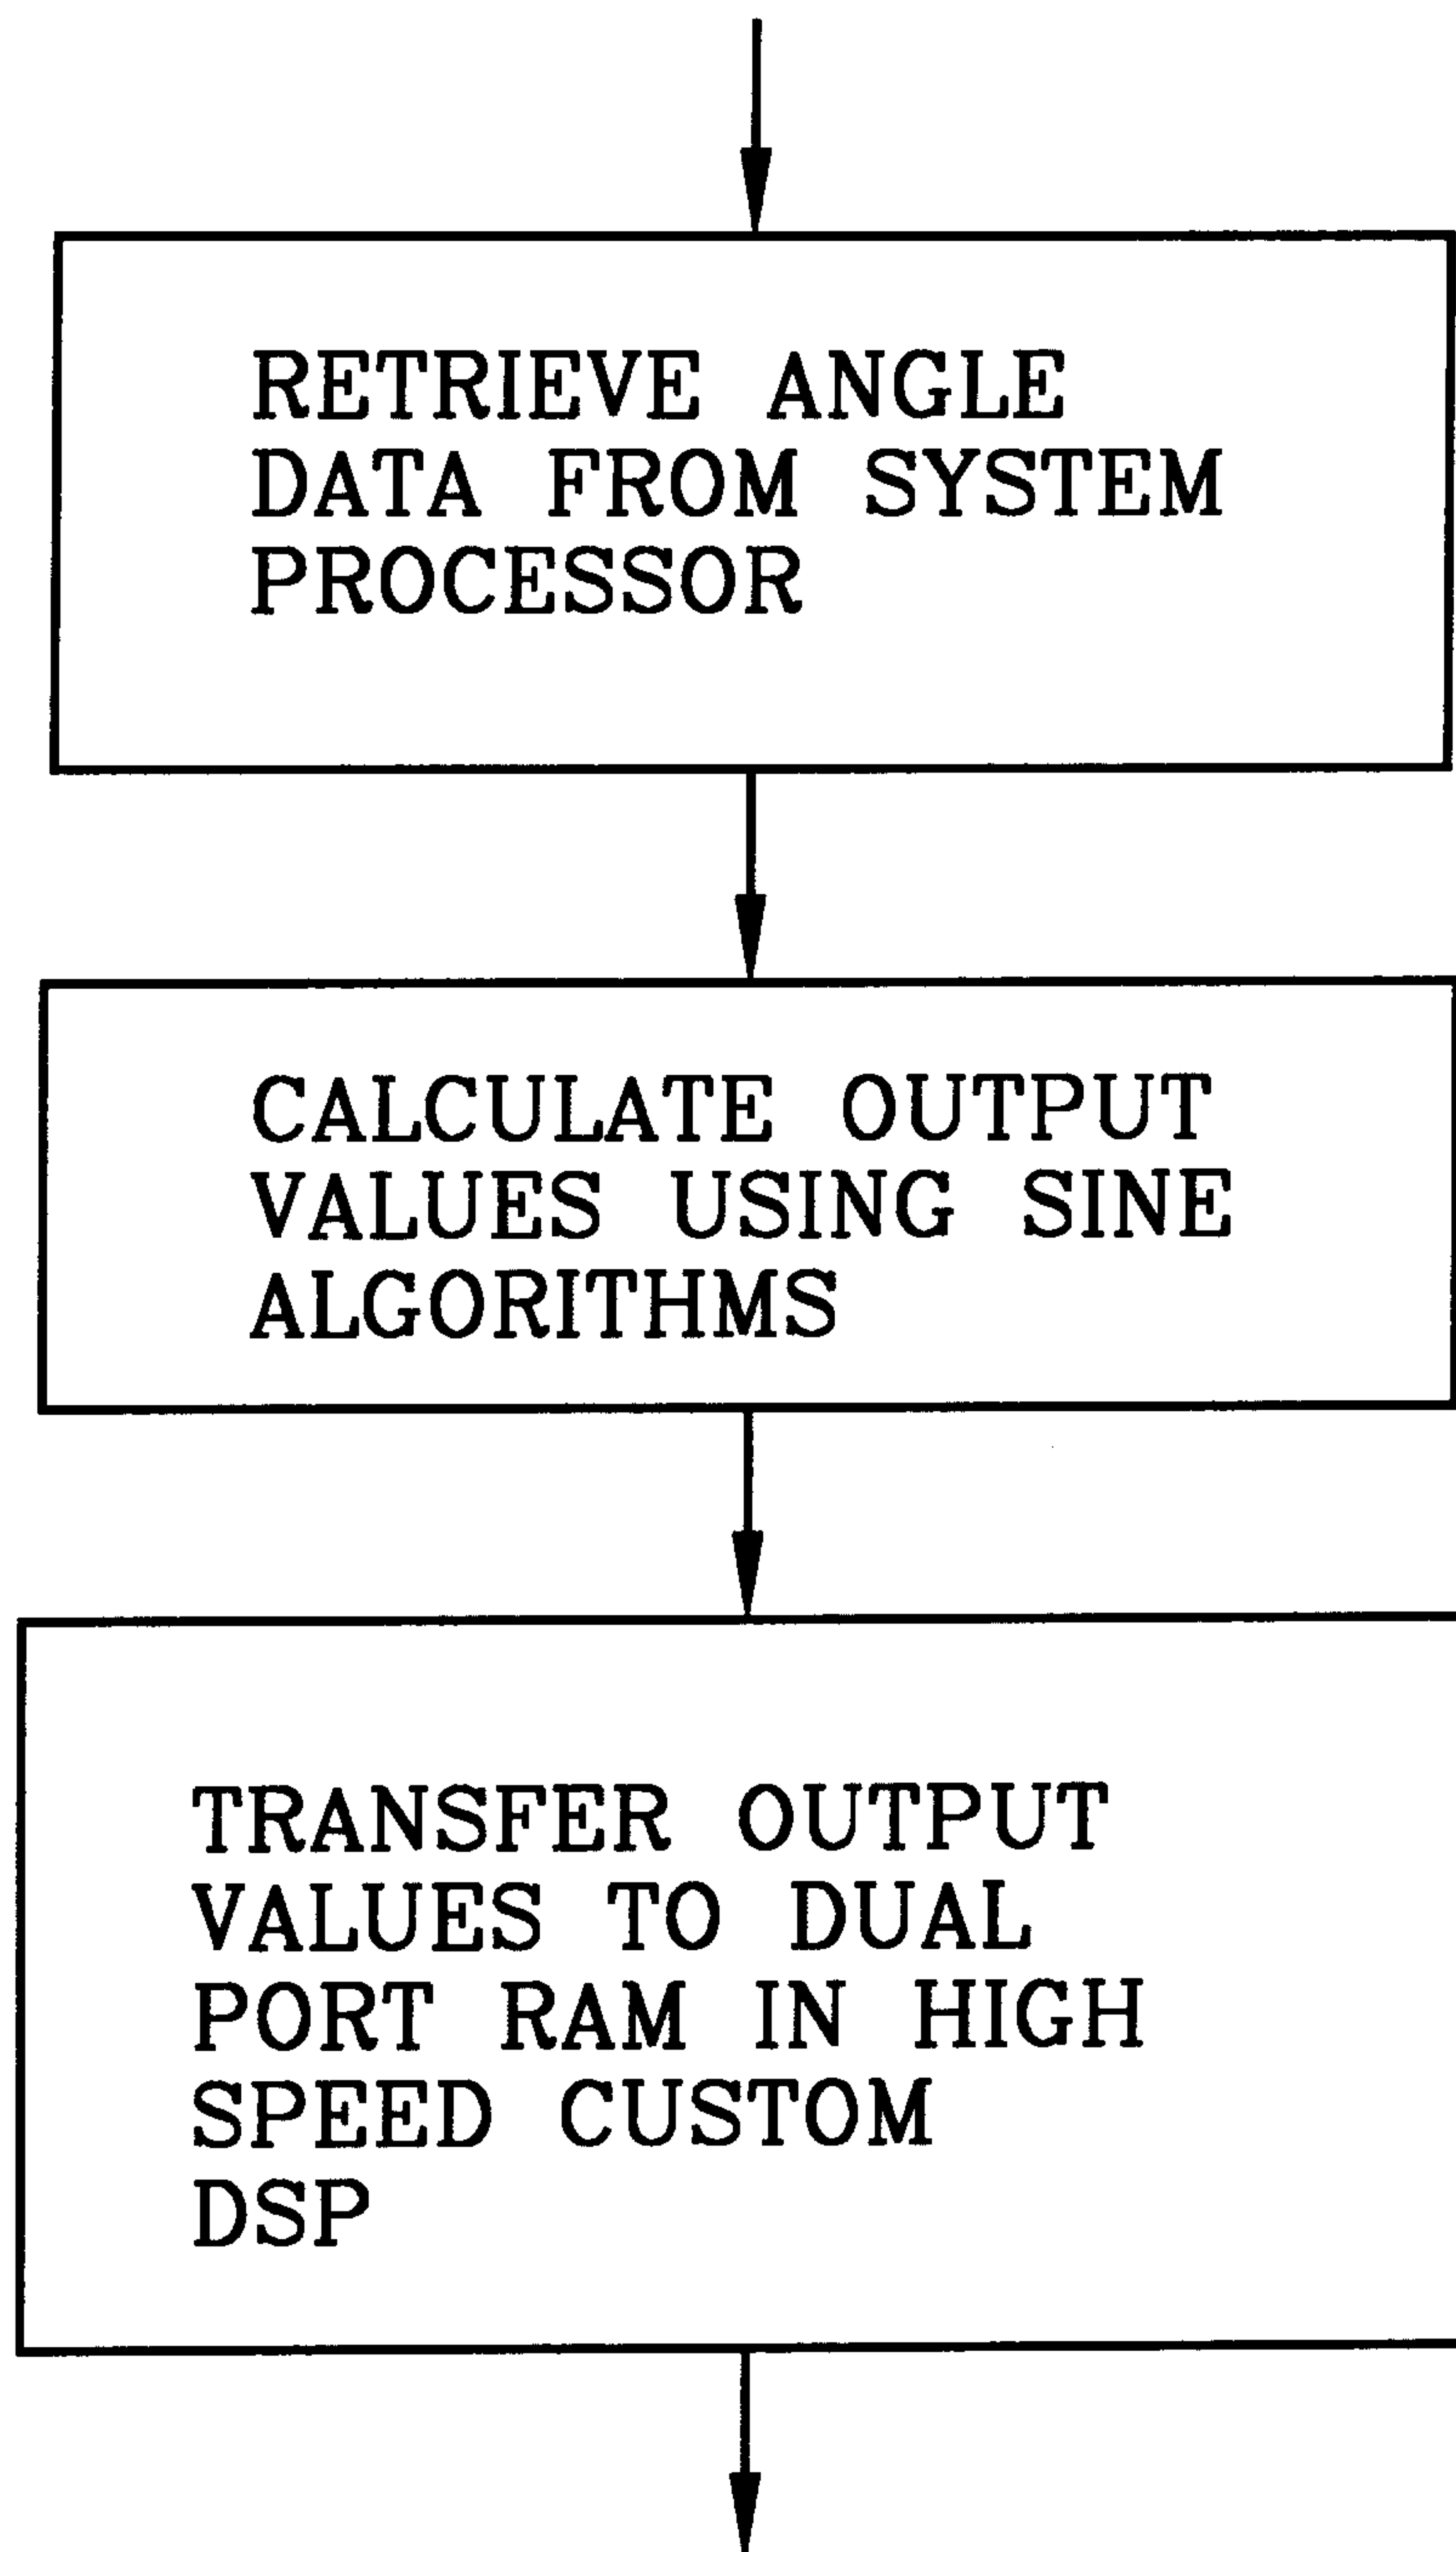 RETRIEVE ANGLE
DATA FROM SYSTEM
PROCESSOR
CALCULATE OUTPUT
VALUES USING SINE
ALGORITHMS
TRANSFER OUTPUT
VALUES TO DUAL
PORT RAM IN HIGH
SPEED CUSTOM
DSP